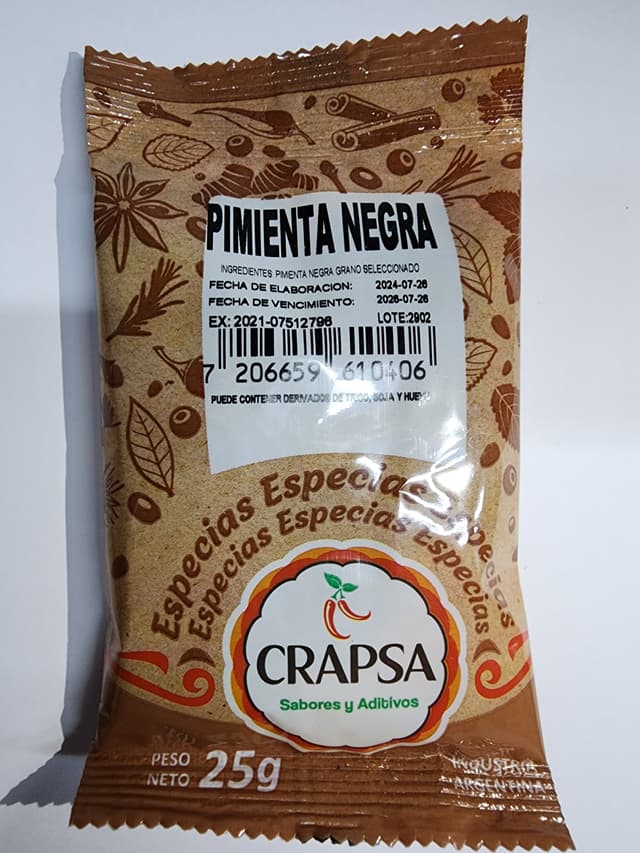 PIMIENTA NEGRA
INGREDIENTES PIMIENTA NEGRA GRANO SELECCIONADO
FECHA DE ELABORACION: 2024-07-26
FECHA DE VENCIMIENTO: 2026-07-26
EX: 2021-07512796 LOTE:2902
7 206659 610406
PUEDE CONTENER DERIVADOS DE TRIGO, SOJA Y HUEVO
Especias Especias Especias
Especias Especias Especias
CRAPSA
Sabores y Aditivos
PESO NETO 25g
INDUSTRIA
ARGENTINA